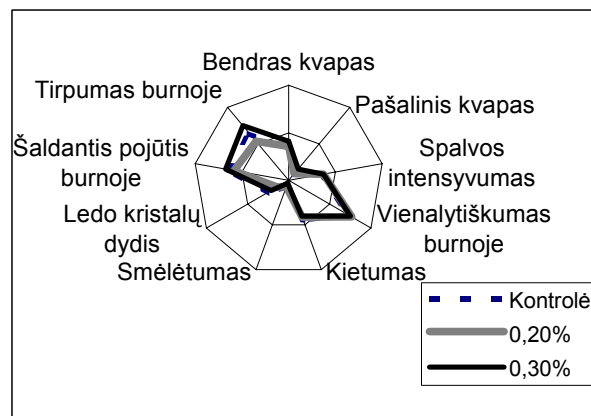 Bendras kvapas
Tirpumas burnoje
Pašalinis kvapas
Šaldantis pojūtis
burnoje
Spalvos
intensyvumas
Ledo kristalų
dydis
Vienalytiškumas
burnoje
Smėlėtumas
Kietumas
Kontrolė
0,20%
0,30%